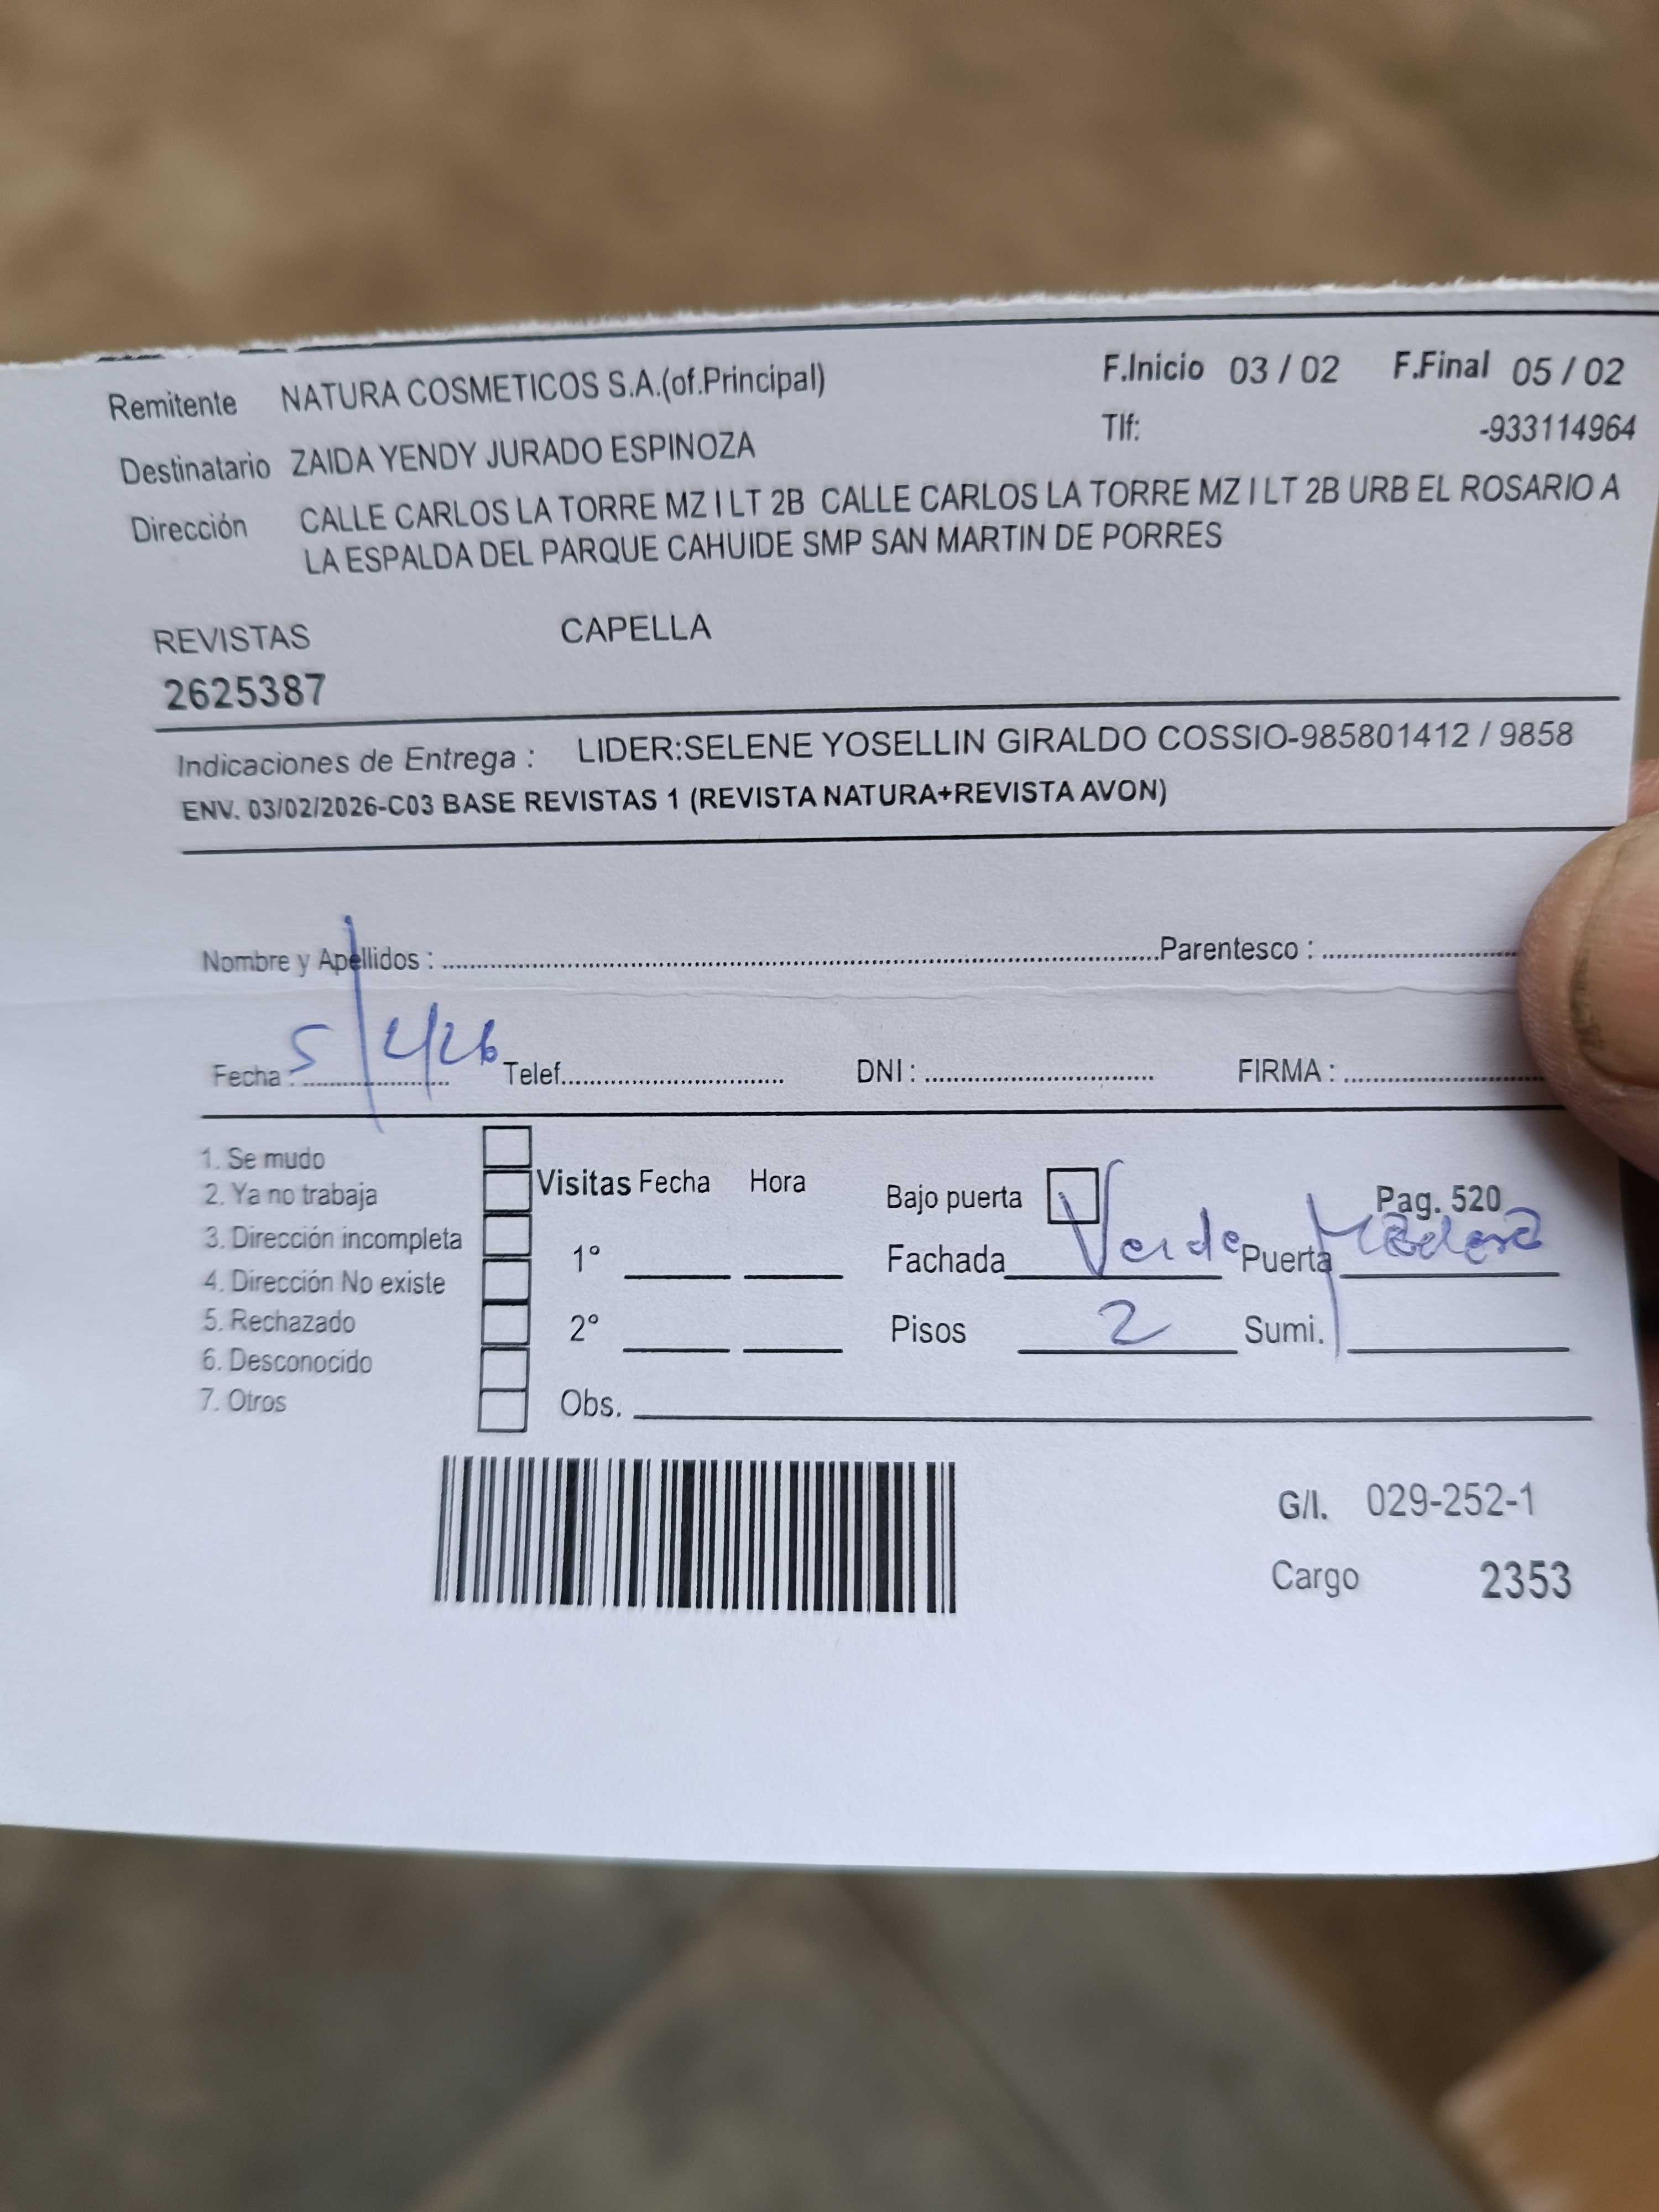 Remitente NATURA COSMETICOS S.A.(of.Principal) F.Inicio 03 / 02 F.Final 05 / 02
Tlf: -933114964
Destinatario ZAIDA YENDY JURADO ESPINOZA
Dirección CALLE CARLOS LA TORRE MZ I LT 2B CALLE CARLOS LA TORRE MZ I LT 2B URB EL ROSARIO A
LA ESPALDA DEL PARQUE CAHUIDE SMP SAN MARTIN DE PORRES
REVISTAS CAPELLA
2625387
Indicaciones de Entrega : LIDER:SELENE YOSELLIN GIRALDO COSSIO-985801412 / 9858
ENV. 03/02/2026-C03 BASE REVISTAS 1 (REVISTA NATURA+REVISTA AVON)
Nombre y Apellidos : Parentesco :
Fecha : 5/2/26 Telef. DNI : FIRMA :
1. Se mudo
2. Ya no trabaja
3. Dirección incompleta
4. Dirección No existe
5. Rechazado
6. Desconocido
7. Otros
Visitas Fecha Hora
1°
2°
Obs.
Bajo puerta Pag. 520
Fachada Verde Puerta Madera
Pisos 2 Sumi.
G/I. 029-252-1
Cargo 2353